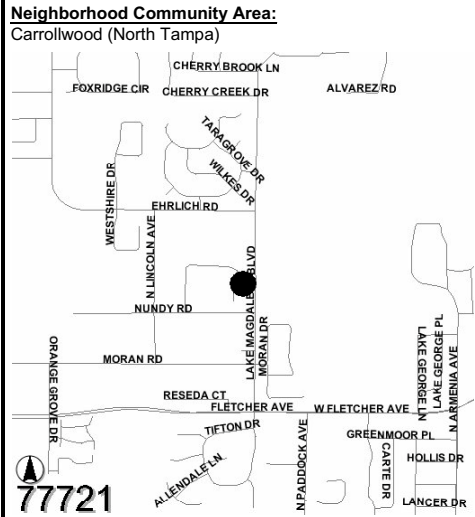 Neighborhood Community Area:
Carrollwood (North Tampa)
CHERRY BROOK LN
FOXRIDGE CIR
CHERRY CREEK DR
ALVAREZ RD
TARAGROVE DR
WILKES DR
WESTSHIRE DR
EHRLICH RD
N LINCOLN AVE
LAKE MAGDALE BLVD
NUNDY RD
MORAN DR
ORANGE GROVE DR
MORAN RD
LAKE GEORGE LN
LAKE GEORGE PL
N ARMENIA AVE
RESEDA CT
FLETCHER AVE
W FLETCHER AVE
TIFTON DR
N PADDOCK AVE
GREENMOOR PL
CARTE DR
HOLLIS DR
ALLENDALE LN
LANCER DR
77721